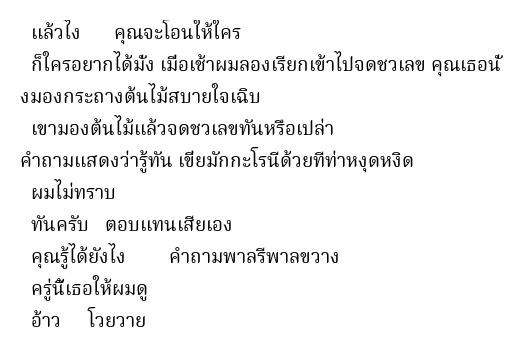 แล้วไง คุณจะโอนให้ใคร
ก็ใครอยากได้มั่ง เมื่อเช้าผมลองเรียกเข้าไปจดชวเลข คุณเธอนั่
งมองกระถางต้นไม้สบายใจเฉิบ
เขามองต้นไม้แล้วจดชวเลขทันหรือเปล่า
คำถามแสดงว่ารู้ทัน เขี่ยมักกะโรนีด้วยทีท่าหงุดหงิด
ผมไม่ทราบ
ทันครับ ตอบแทนเสียเอง
คุณรู้ได้ยังไง คำถามพาลรีพาลขวาง
ครู่นี้เธอให้ผมดู
อ้าว โวยวาย